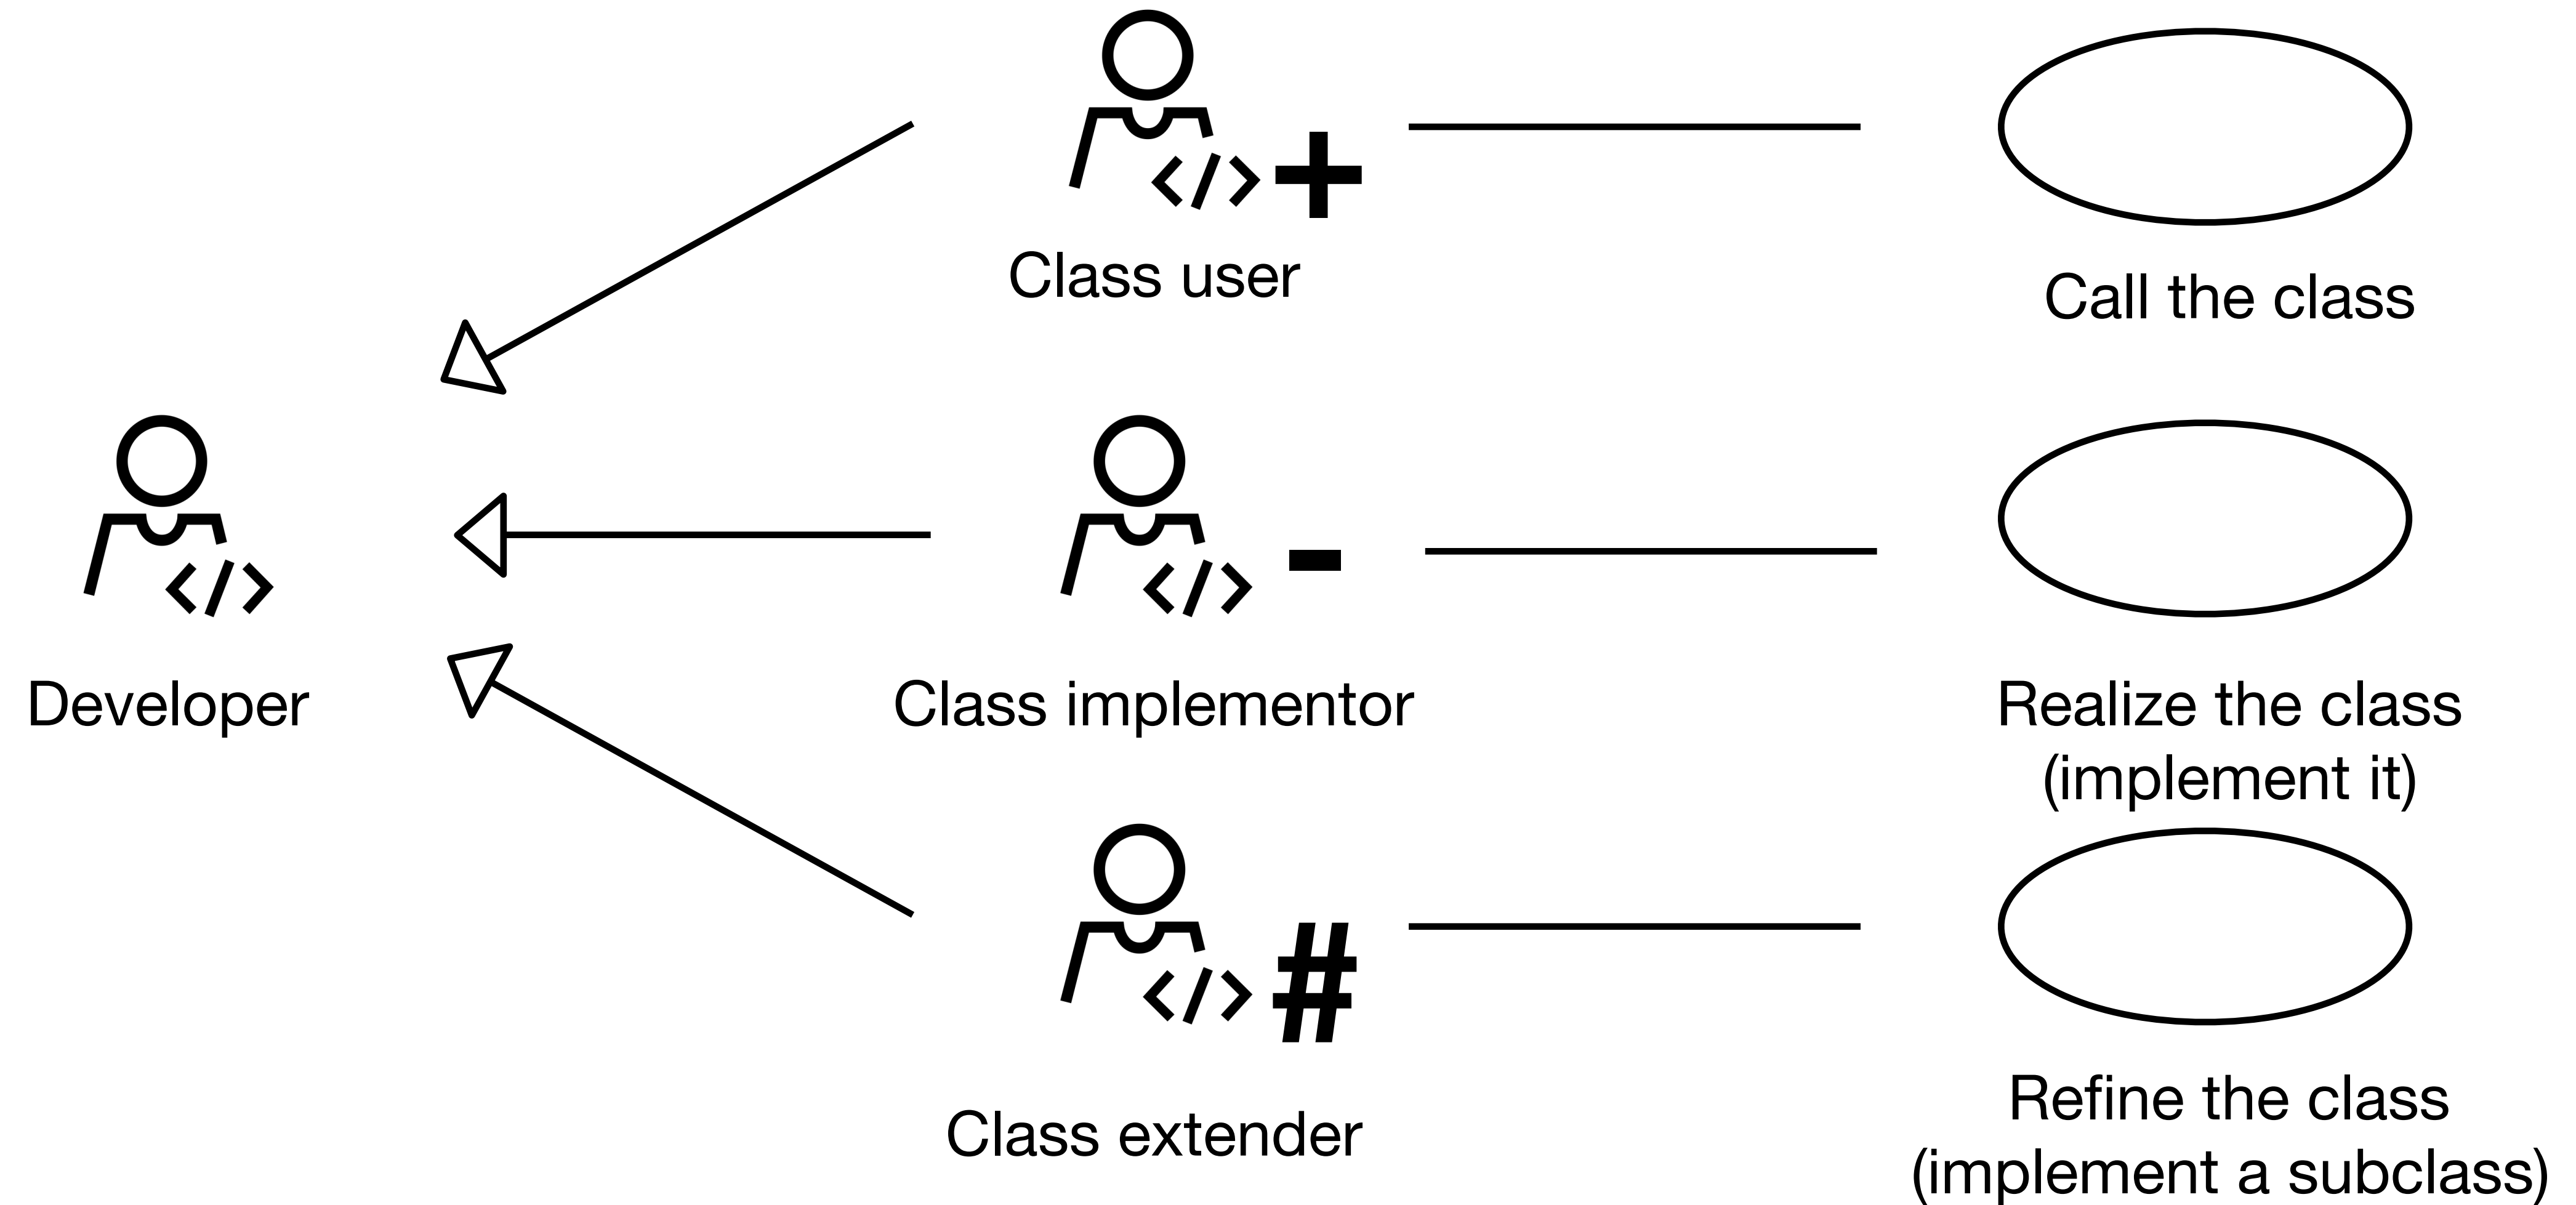 </>+
Class user
Call the class
</>
Developer
</> -
Class implementor
Realize the class
(implement it)
</>#
Class extender
Refine the class
(implement a subclass)